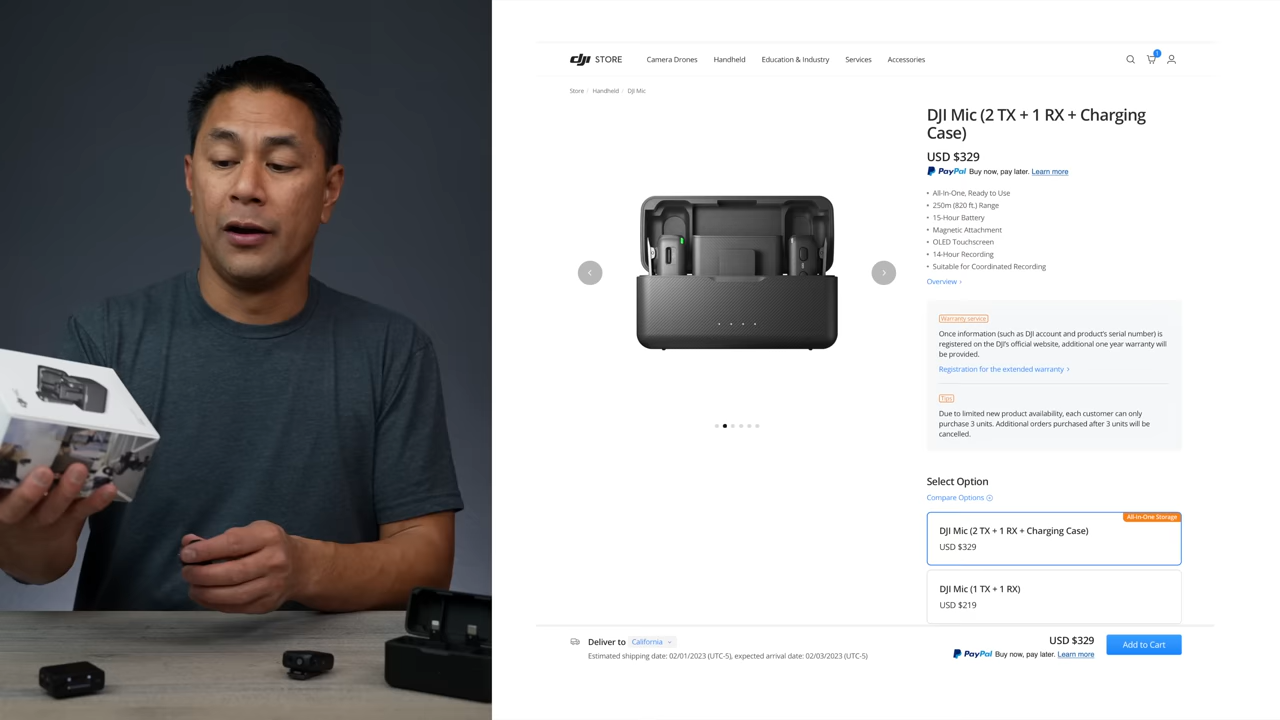 dji STORE
Camera Drones
Handheld
Education & Industry
Services
Accessories
1
Store / Handheld / DJI Mic
DJI Mic (2 TX + 1 RX + Charging
Case)
USD $329
PayPal Buy now, pay later. Learn more
• All-In-One, Ready to Use
• 250m (820 ft.) Range
• 15-Hour Battery
• Magnetic Attachment
• OLED Touchscreen
• 14-Hour Recording
• Suitable for Coordinated Recording
Overview ›
Warranty service
Once information (such as DJI account and product's serial number) is
registered on the DJI's official website, additional one year warranty will
be provided.
Registration for the extended warranty ›
Tips
Due to limited new product availability, each customer can only
purchase 3 units. Additional orders purchased after 3 units will be
cancelled.
Select Option
Compare Options
All-In-One Storage
DJI Mic (2 TX + 1 RX + Charging Case)
USD $329
DJI Mic (1 TX + 1 RX)
USD $219
Deliver to California
Estimated shipping date: 02/01/2023 (UTC-5), expected arrival date: 02/03/2023 (UTC-5)
USD $329
PayPal Buy now, pay later. Learn more
Add to Cart